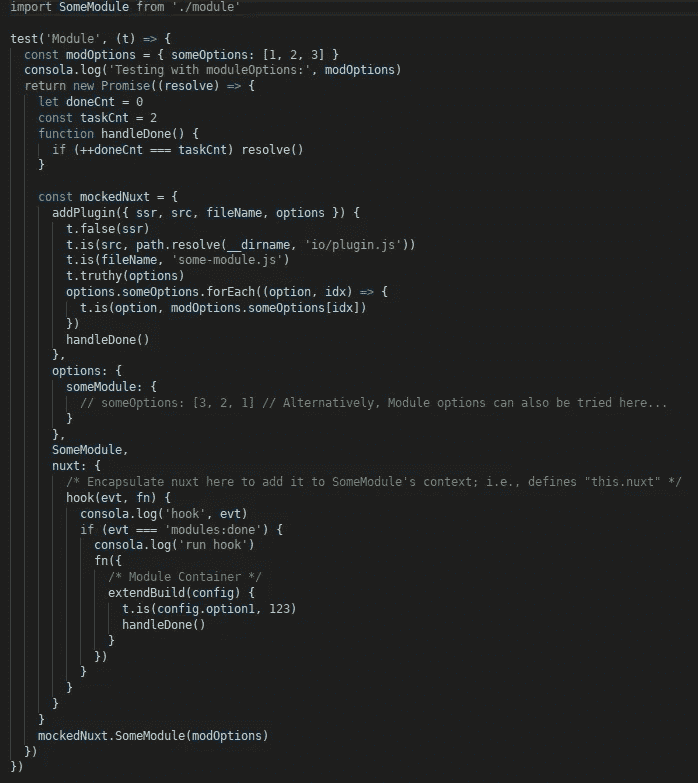 import SomeModule from './module'
test('Module', (t) => {
const modOptions = { someOptions: [1, 2, 3] }
consola.log('Testing with moduleOptions:', modOptions)
return new Promise((resolve) => {
let doneCnt = 0
const taskCnt = 2
function handleDone() {
if (++doneCnt === taskCnt) resolve()
}
const mockedNuxt = {
addPlugin({ ssr, src, fileName, options }) {
t.false(ssr)
t.is(src, path.resolve(__dirname, 'io/plugin.js'))
t.is(fileName, 'some-module.js')
t.truthy(options)
options.someOptions.forEach((option, idx) => {
t.is(option, modOptions.someOptions[idx])
})
handleDone()
},
options: {
someModule: {
// someOptions: [3, 2, 1] // Alternatively, Module options can also be tried here...
}
},
SomeModule,
nuxt: {
/* Encapsulate nuxt here to add it to SomeModule's context; i.e., defines "this.nuxt" */
hook(evt, fn) {
consola.log('hook', evt)
if (evt === 'modules:done') {
consola.log('run hook')
fn({
/* Module Container */
extendBuild(config) {
t.is(config.option1, 123)
handleDone()
}
})
}
}
}
}
mockedNuxt.SomeModule(modOptions)
})
})